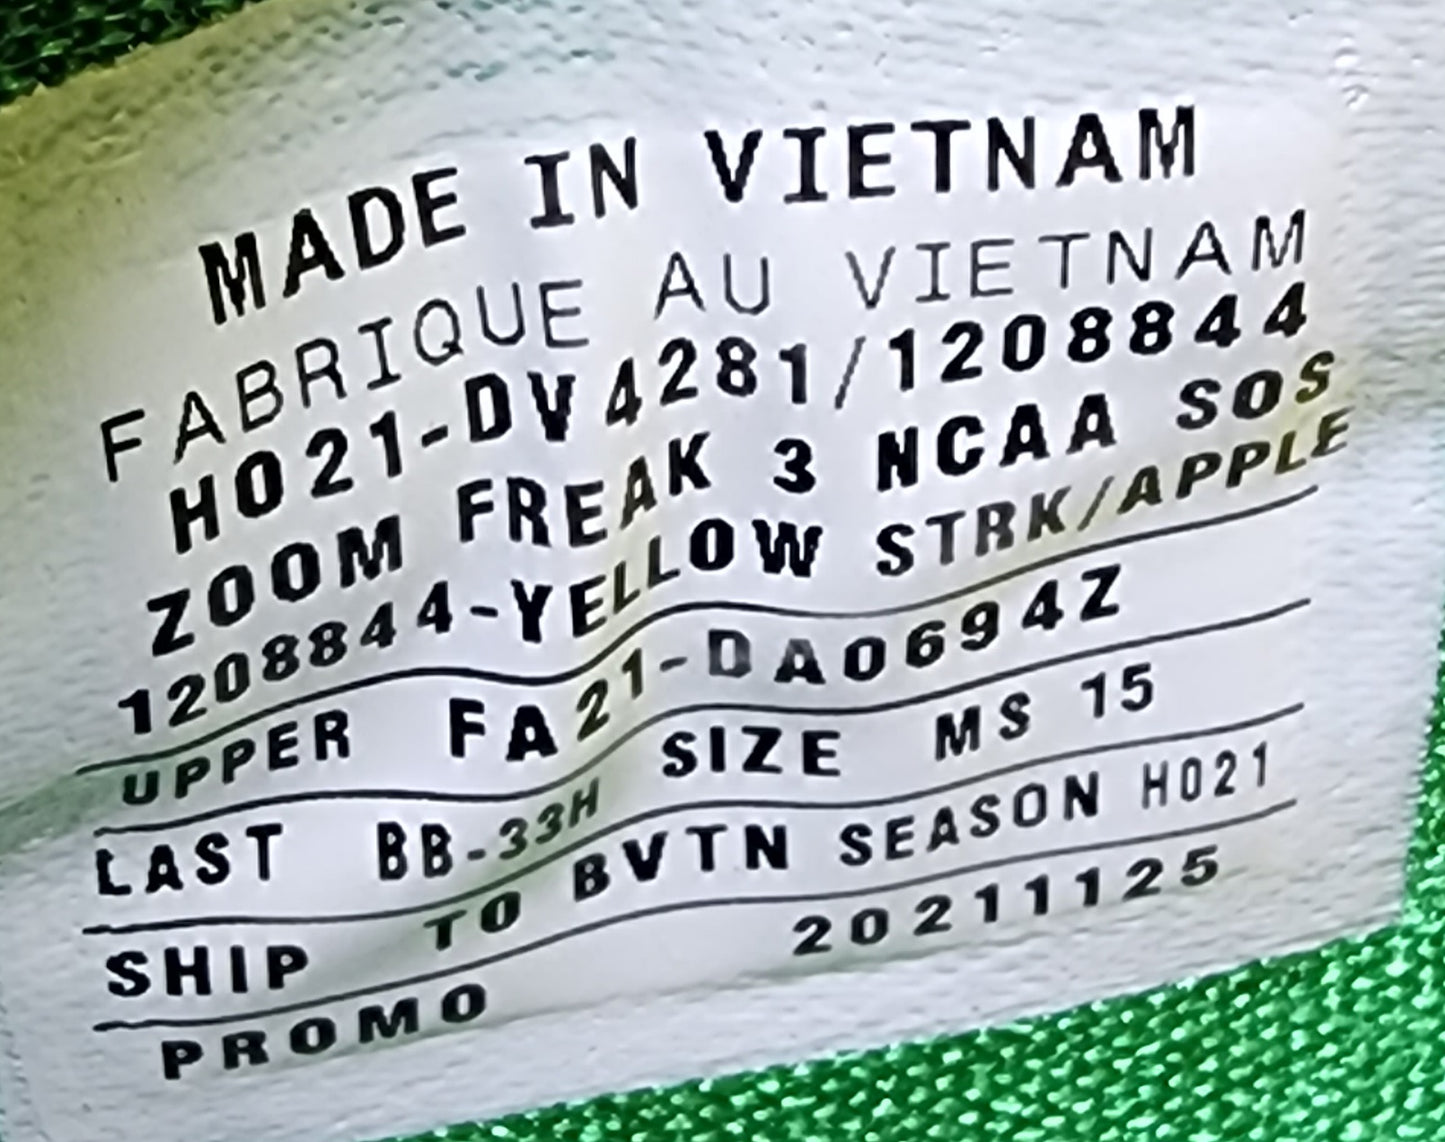 MADE IN VIETNAM
FABRIQUE AU VIETNAM
HO21-DV4281/1208844
ZOOM FREAK 3 NCAA SOS
1208844-YELLOW STRK/APPLE
UPPER FA21-DA0694Z
LAST BB-33H SIZE MS 15
SHIP TO BVTN SEASON HO21
PROMO 20211125